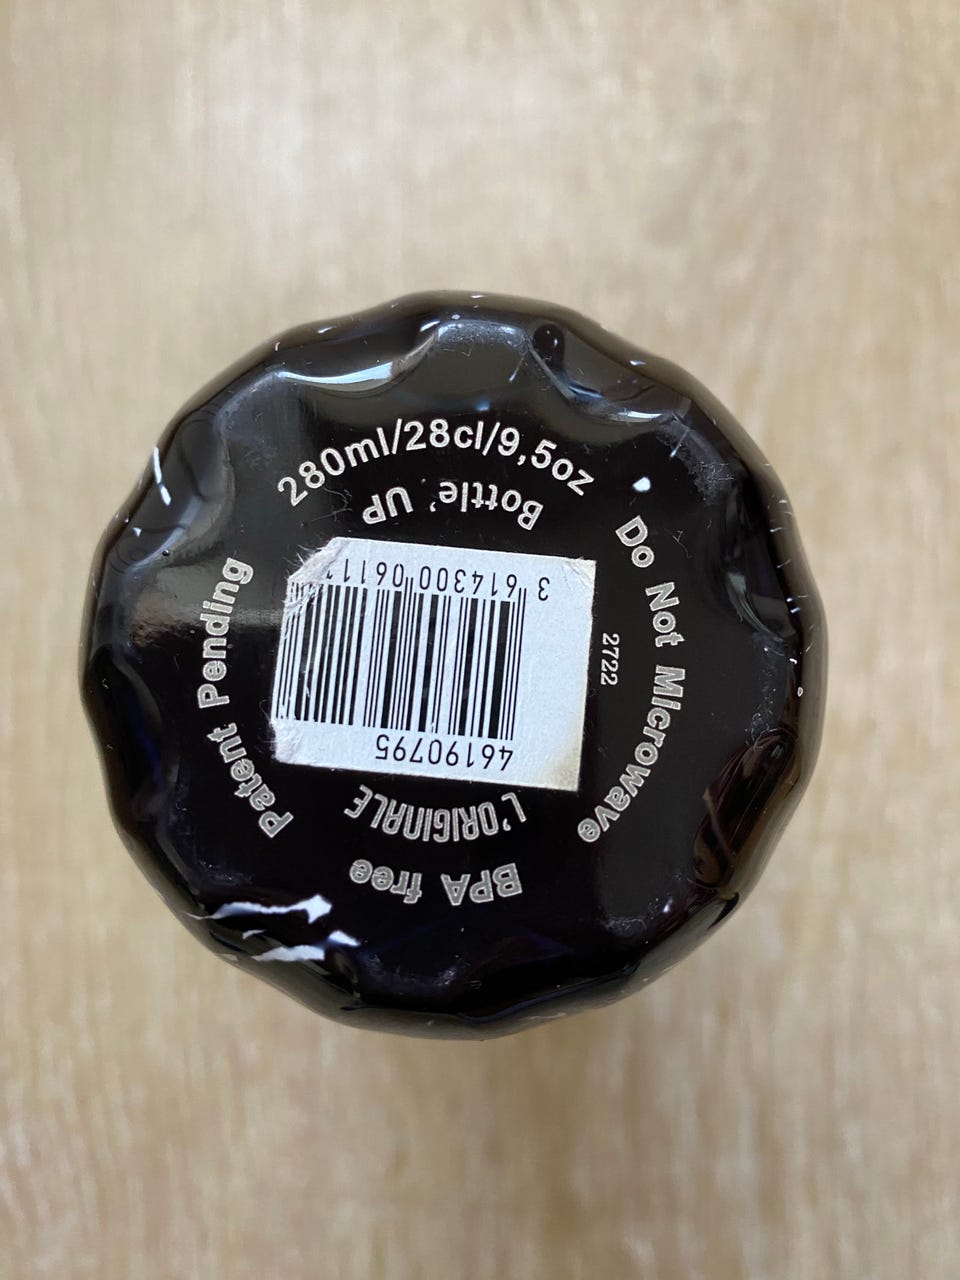 280ml/28cl/9,5oz
Bottle' UP
Do Not Microwave
2722
Patent Pending
46190795
3 614300 0611
L'ORIGINALE
BPA free